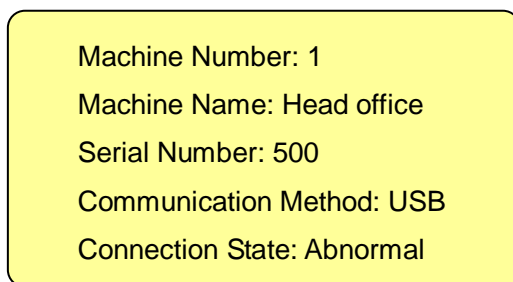 Machine Number: 1
Machine Name: Head office
Serial Number: 500
Communication Method: USB
Connection State: Abnormal